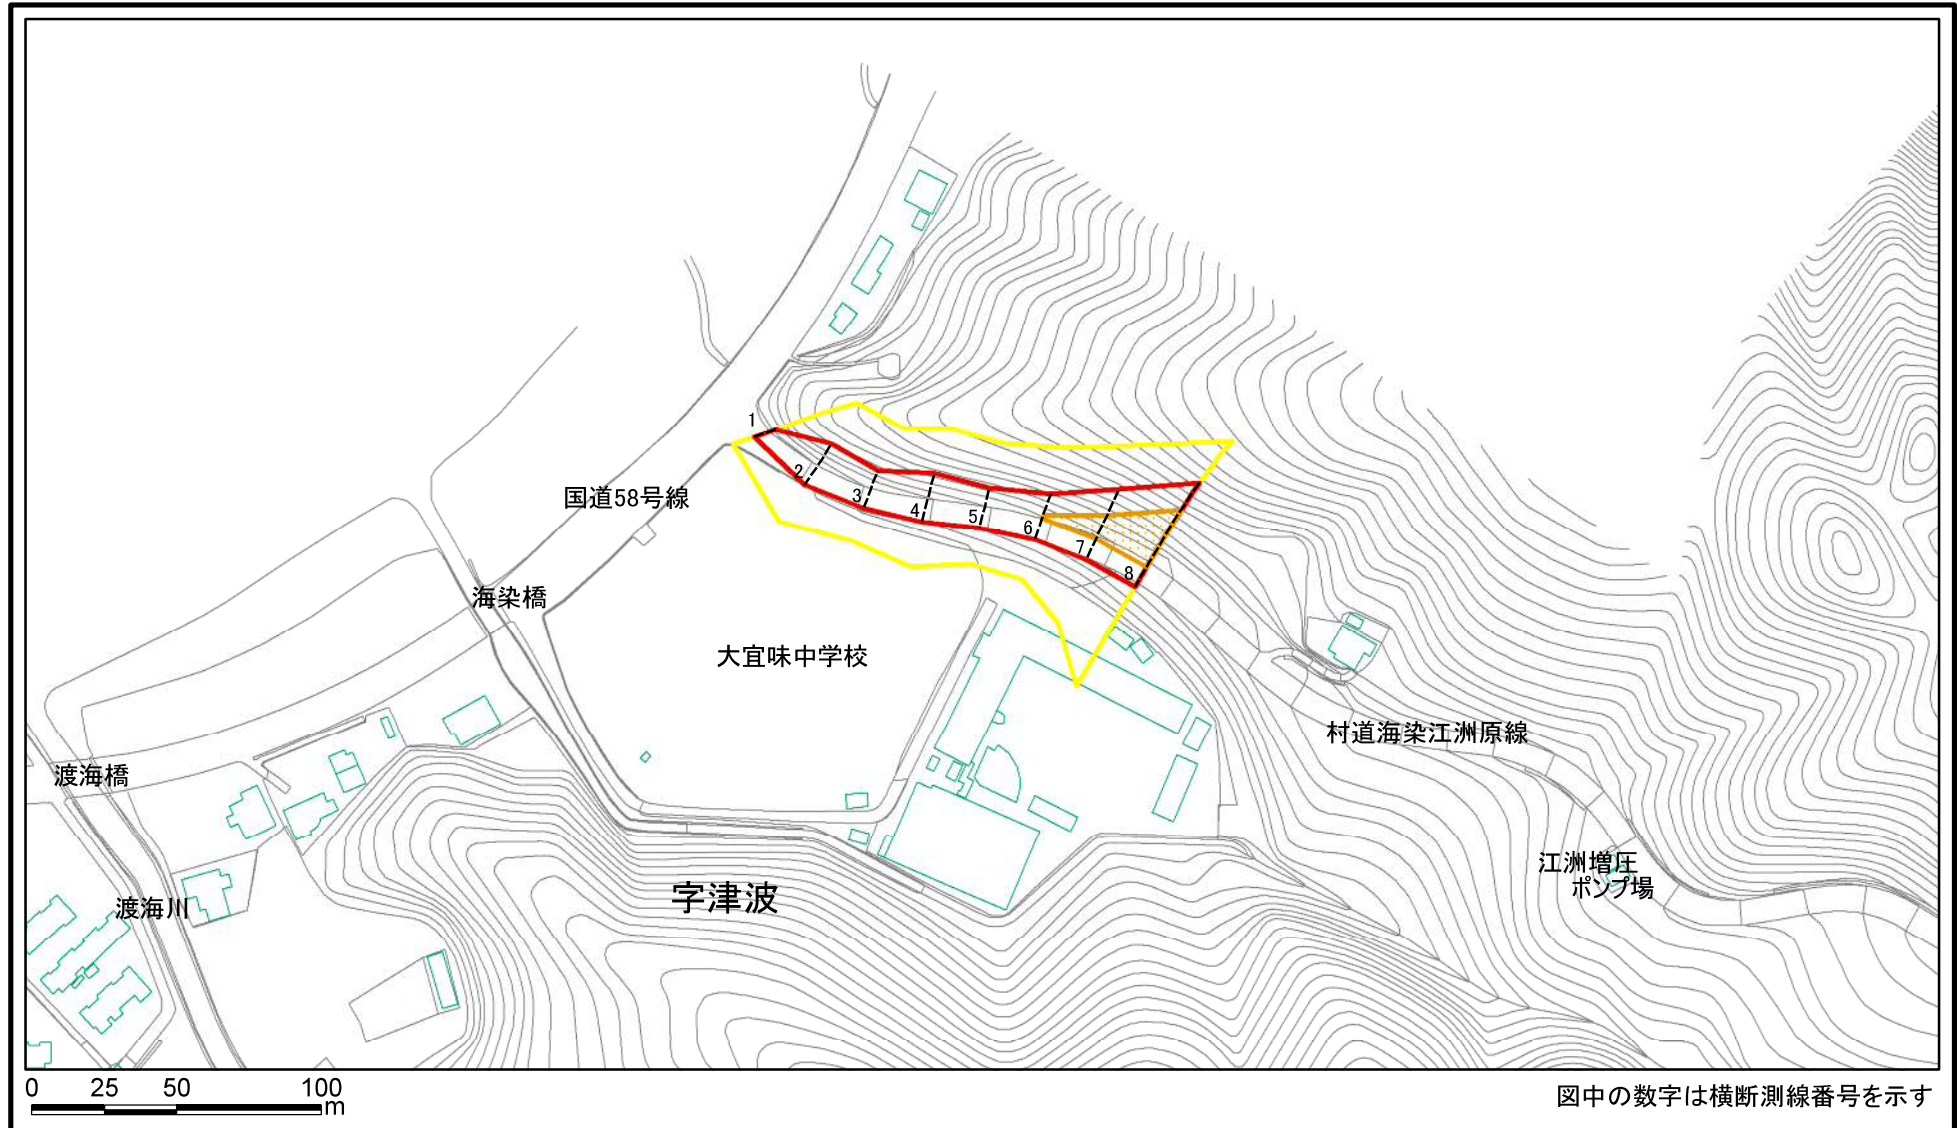 1
2
3
4
5
6
7
8
国道58号線
海染橋
大宜味中学校
村道海染江洲原線
渡海橋
江洲増圧
ポンプ場
渡海川
字津波
0 25 50 100
m
図中の数字は横断測線番号を示す